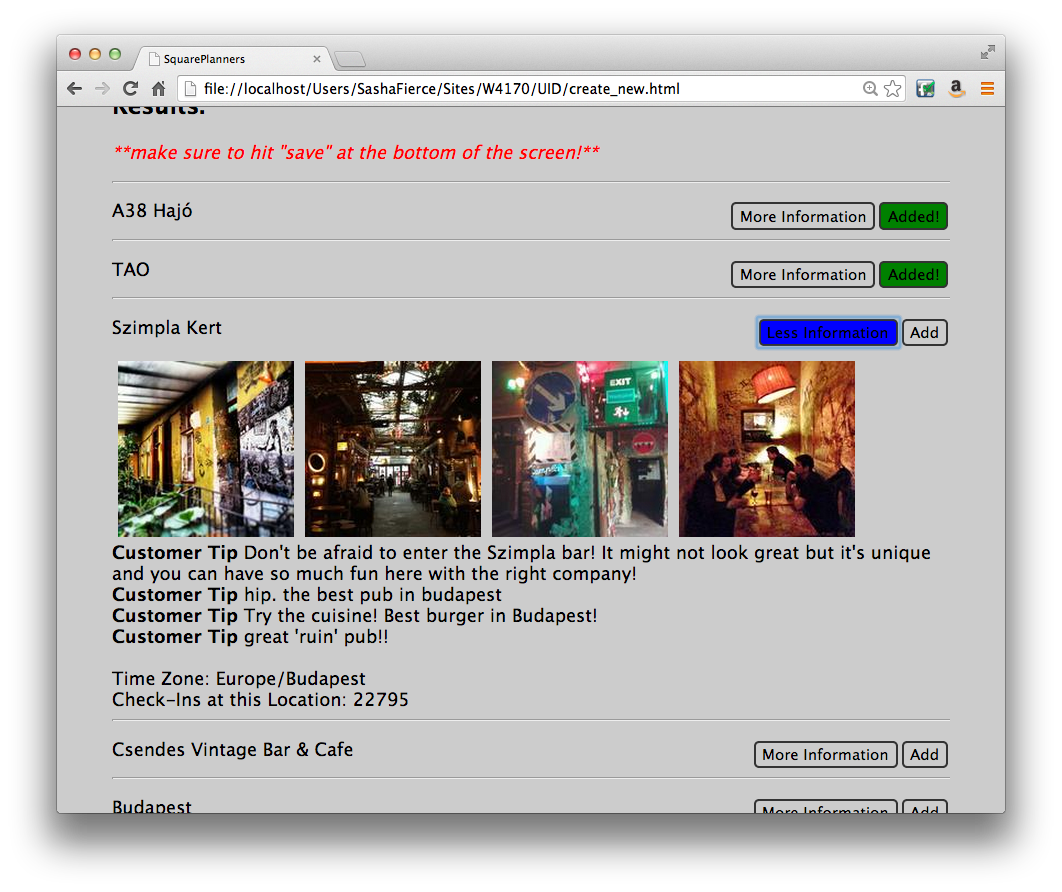 SquarePlanners
file://localhost/Users/SashaFierce/Sites/W4170/UID/create_new.html
Results:
**make sure to hit "save" at the bottom of the screen!**
A38 Hajó More Information Added!
TAO More Information Added!
Szimpla Kert Less Information Add
EXIT
Customer Tip Don't be afraid to enter the Szimpla bar! It might not look great but it's unique
and you can have so much fun here with the right company!
Customer Tip hip. the best pub in budapest
Customer Tip Try the cuisine! Best burger in Budapest!
Customer Tip great 'ruin' pub!!
Time Zone: Europe/Budapest
Check-Ins at this Location: 22795
Csendes Vintage Bar & Cafe More Information Add
Budapest More Information Add